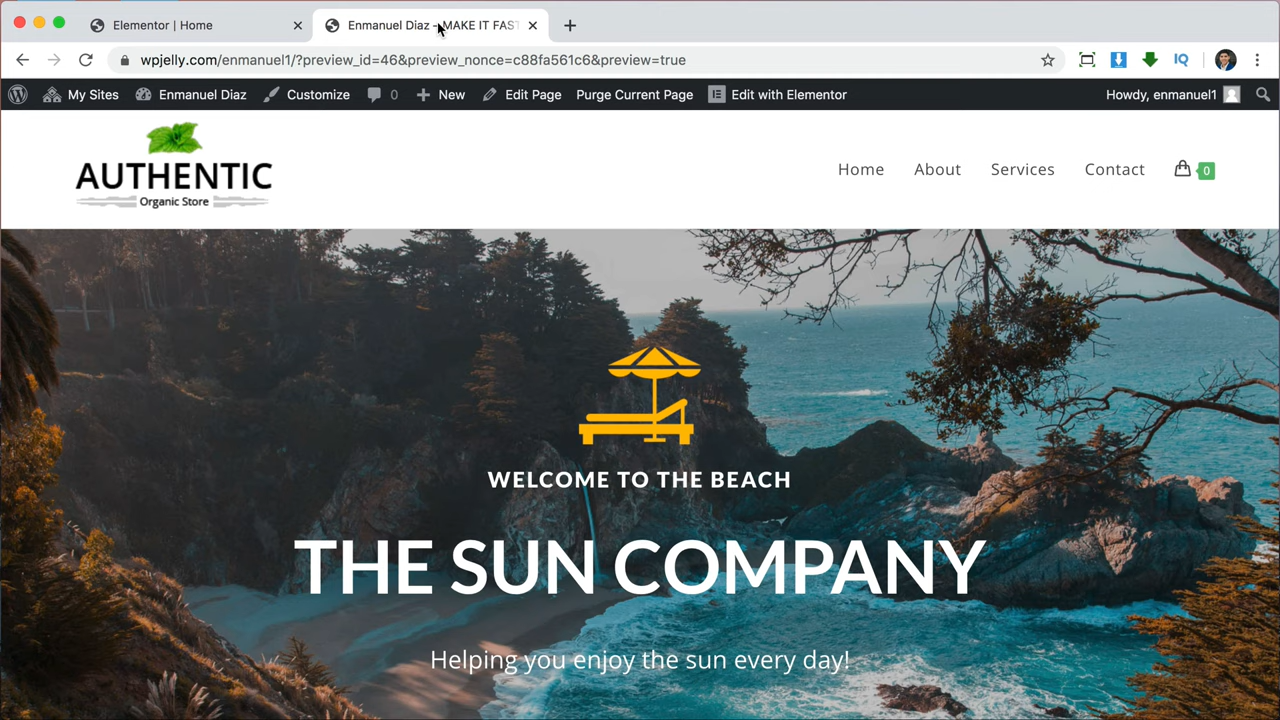 Elementor | Home
Enmanuel Diaz - MAKE IT FAST
wpjelly.com/enmanuel1/?preview_id=46&preview_nonce=c88fa561c6&preview=true
IQ
My Sites Enmanuel Diaz Customize 0 New Edit Page Purge Current Page Edit with Elementor Howdy, enmanuel1
AUTHENTIC
Organic Store
Home About Services Contact 0
WELCOME TO THE BEACH
THE SUN COMPANY
Helping you enjoy the sun every day!